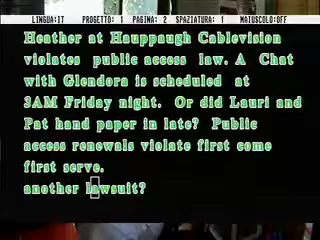 LINGUA:IT PROGETTO: 1 PAGINA: 2 SPAZIATURA: 1 MAIUSCOLO:OFF
Heather at Hauppaugh Cablevision
violates public access law. A Chat
with Glendora is scheduled at
3AM Friday night. Or did Lauri and
Pat hand paper in late? Public
access renewals violate first come
first serve.
another lawsuit?